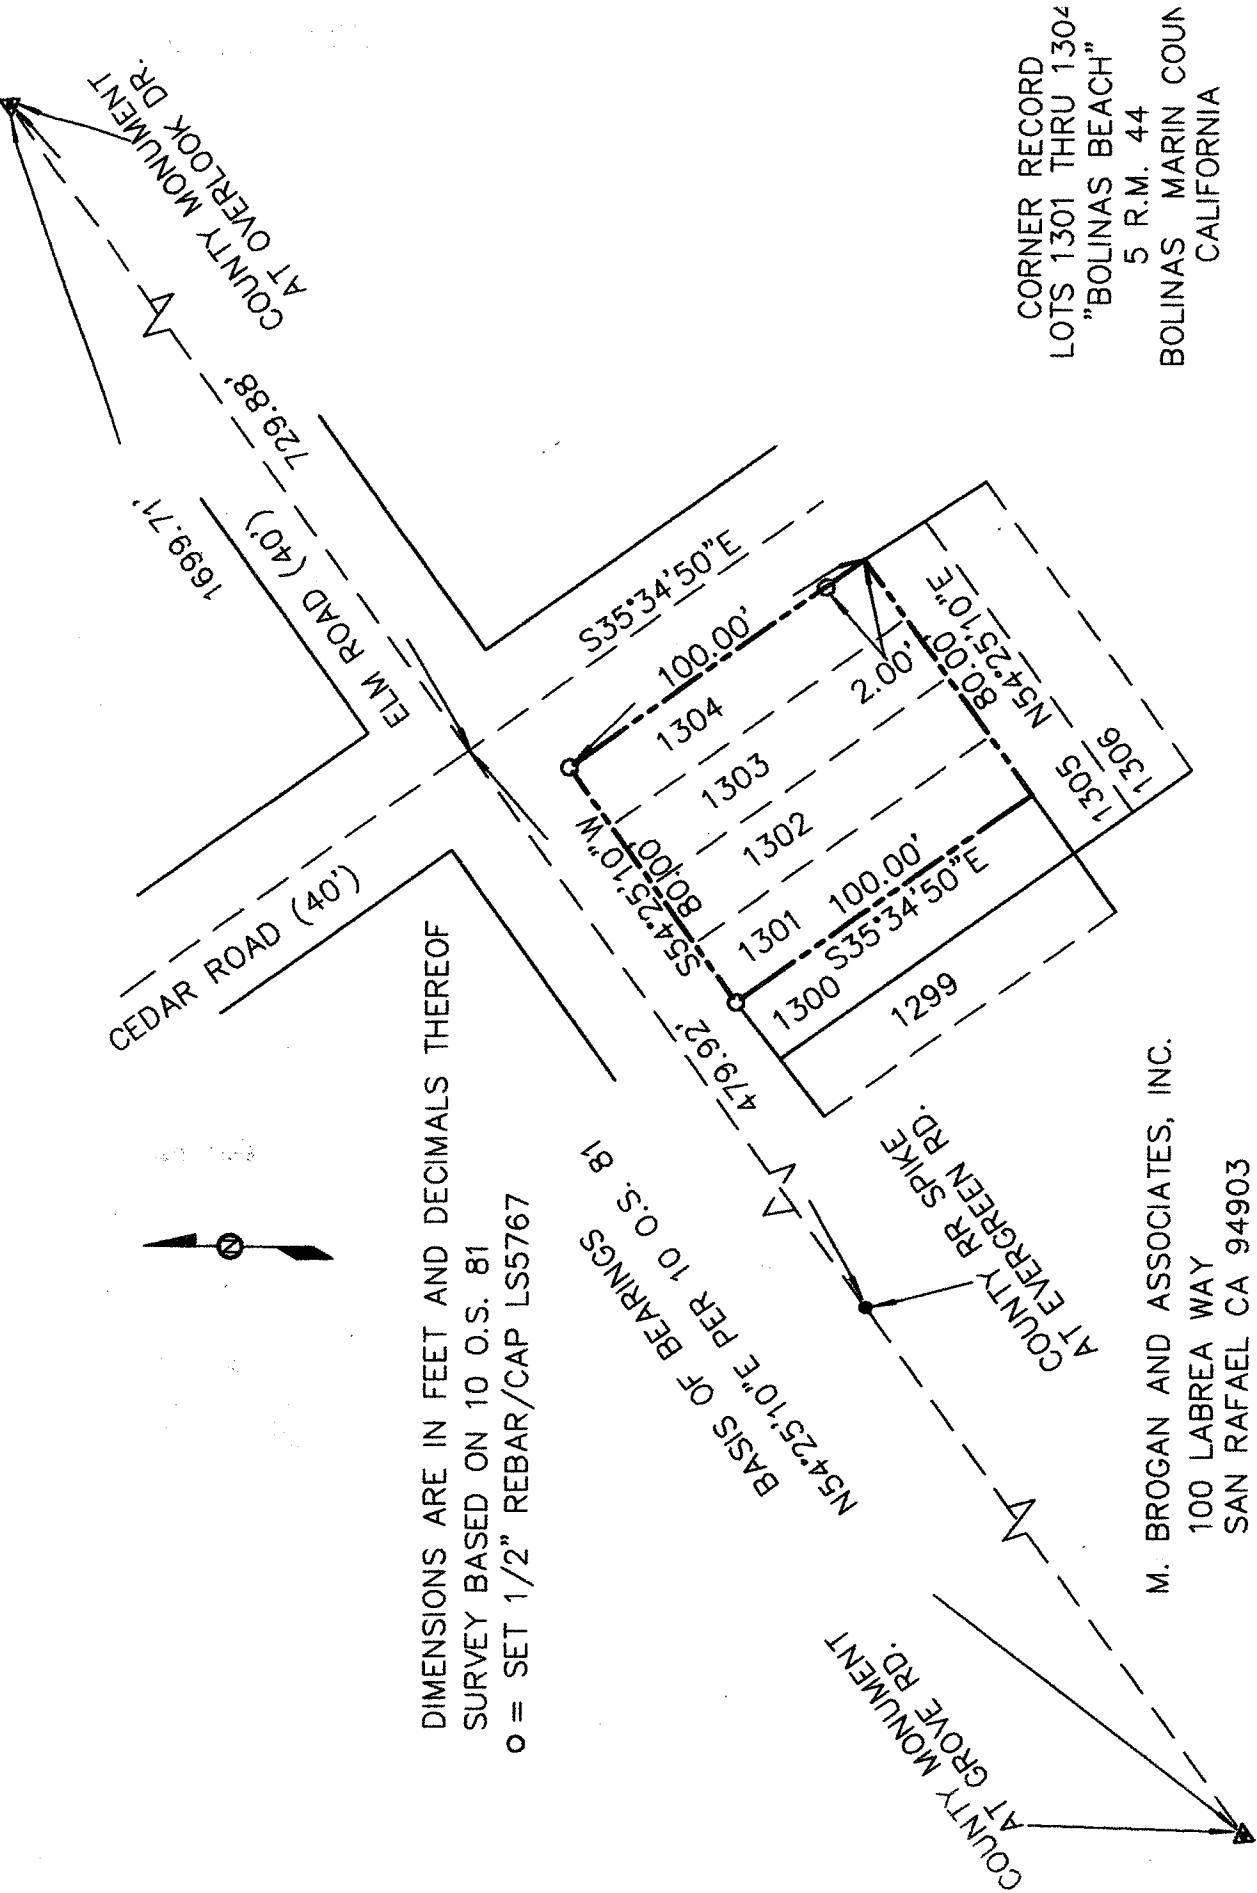 COUNTY MONUMENT
AT OVERLOOK DR.
1699.71'
729.88'
ELM ROAD (40')
CEDAR ROAD (40')
S35°34'50"E
100.00'
1304
1303
1302
1301
1300
1299
2.00'
S54°25'10"W
80.00'
100.00'
S35°34'50"E
80.00'
N54°25'10"E
1305
1306
479.92'
COUNTY RR SPIKE
AT EVERGREEN RD.
BASIS OF BEARINGS
N54°25'10"E PER 10 O.S. 81
COUNTY MONUMENT
AT GROVE RD.
N
DIMENSIONS ARE IN FEET AND DECIMALS THEREOF
SURVEY BASED ON 10 O.S. 81
o = SET 1/2" REBAR/CAP LS5767
CORNER RECORD
LOTS 1301 THRU 1304
"BOLINAS BEACH"
5 R.M. 44
BOLINAS MARIN COUN
CALIFORNIA
M. BROGAN AND ASSOCIATES, INC.
100 LABREA WAY
SAN RAFAEL CA 94903